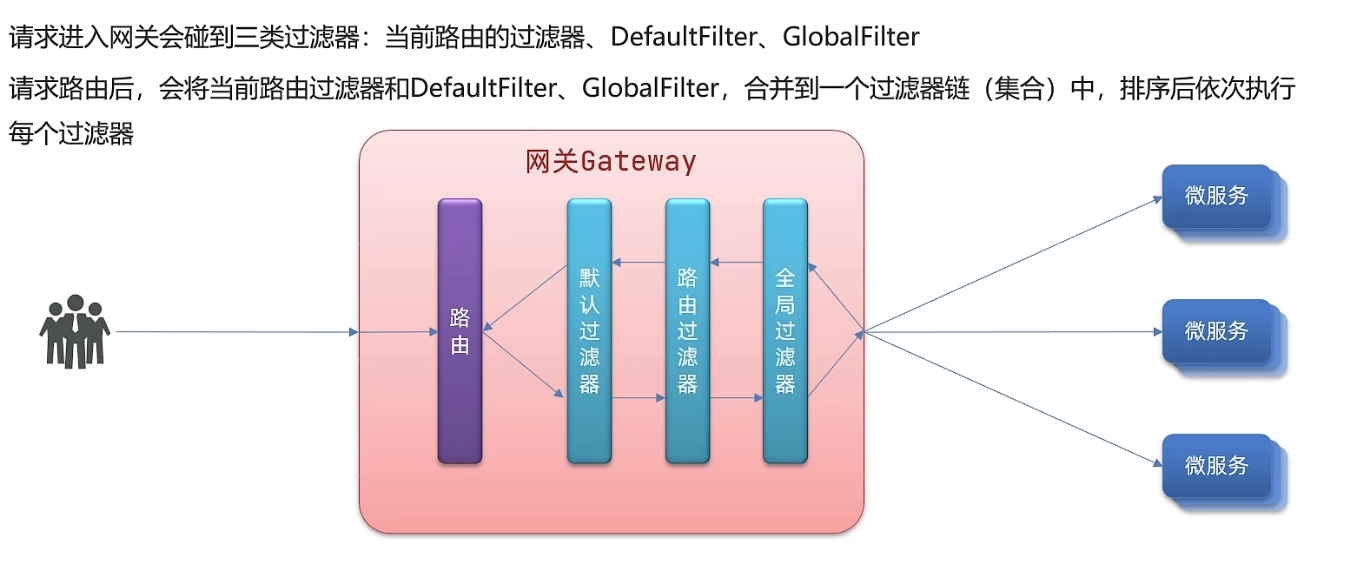 请求进入网关会碰到三类过滤器：当前路由的过滤器、DefaultFilter、GlobalFilter
请求路由后，会将当前路由过滤器和DefaultFilter、GlobalFilter，合并到一个过滤器链（集合）中，排序后依次执行
每个过滤器
网关Gateway
路由
默认过滤器
路由过滤器
全局过滤器
微服务
微服务
微服务